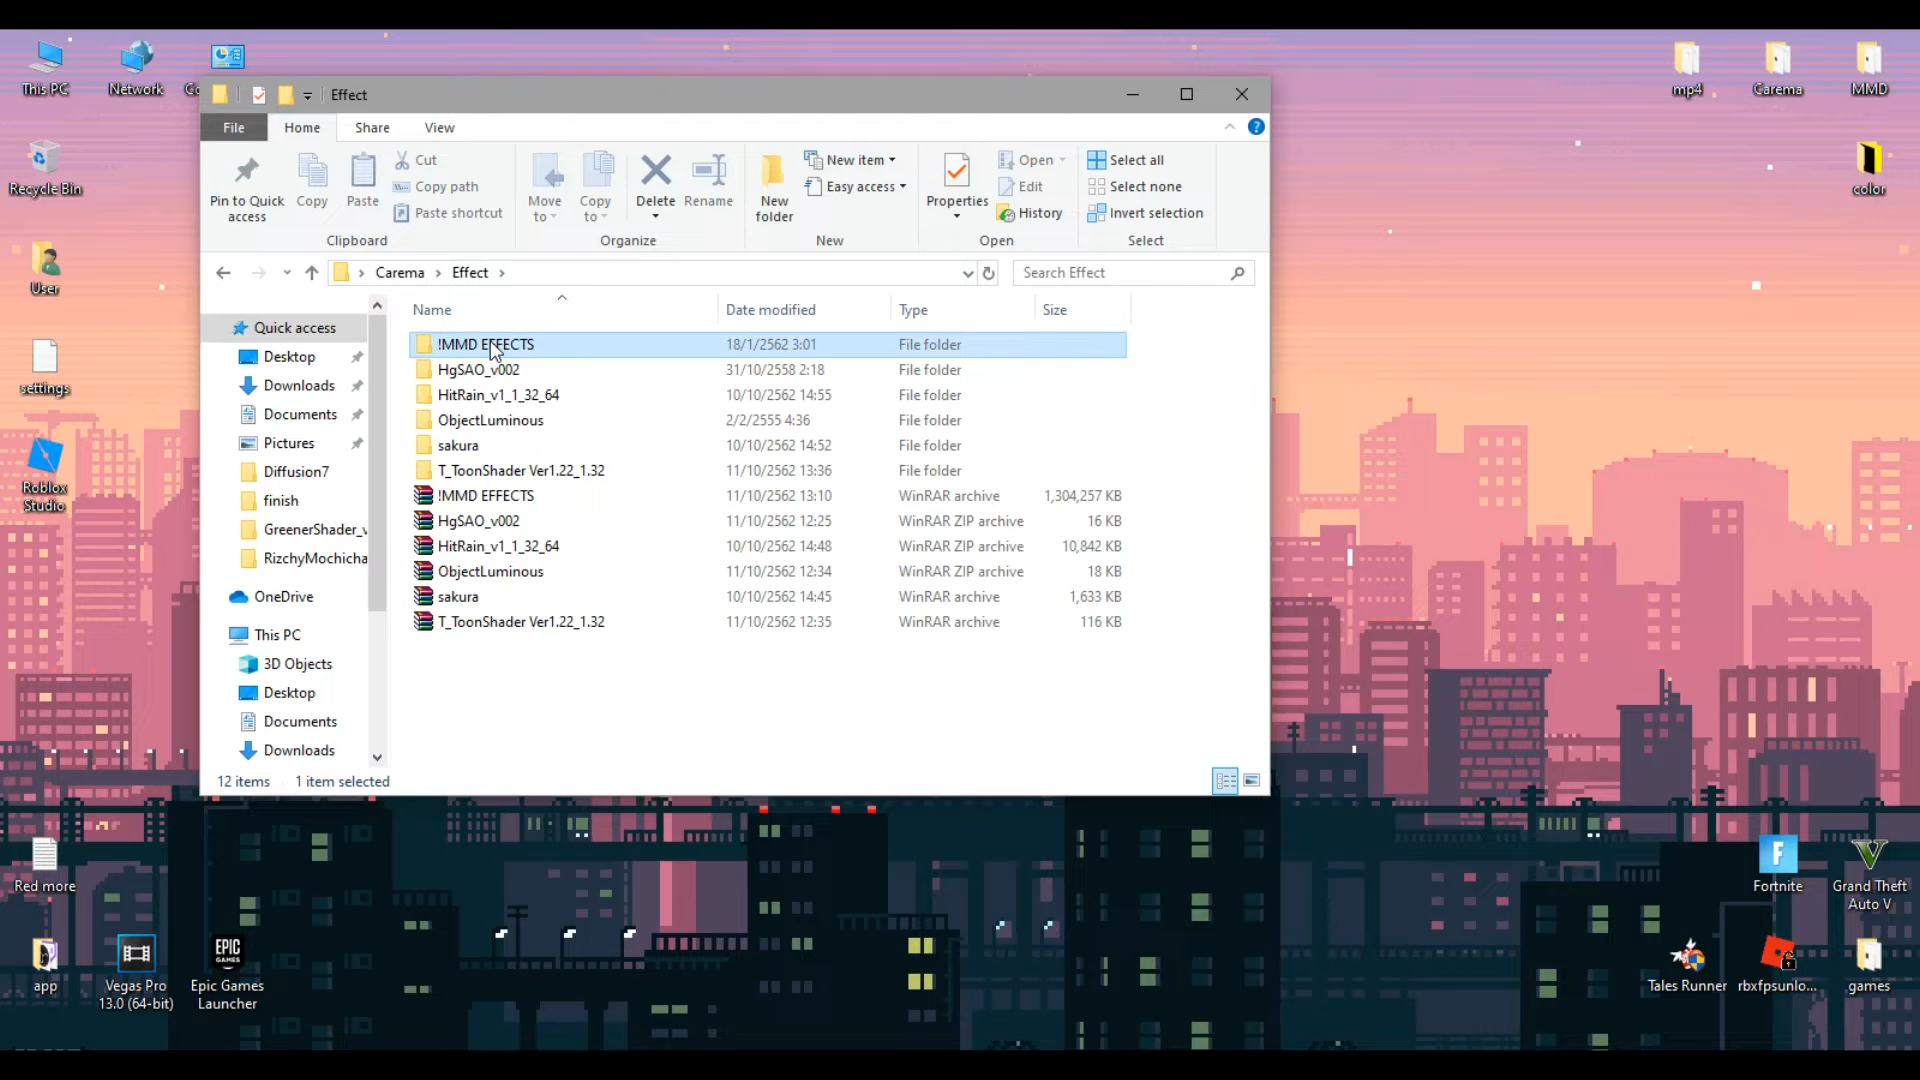 This PC
Network
Co
mp4
Carema
MMD
Recycle Bin
color
User
settings
Roblox
Studio
Red more
app
Vegas Pro
13.0 (64-bit)
EPIC
GAMES
Epic Games
Launcher
Fortnite
Grand Theft
Auto V
Tales Runner
rbxfpsunlo...
games
Effect
File
Home
Share
View
Pin to Quick
access
Copy
Paste
Cut
Copy path
Paste shortcut
Clipboard
Move
to
Copy
to
Delete
Rename
Organize
New
folder
New item
Easy access
New
Properties
Open
Edit
History
Open
Select all
Select none
Invert selection
Select
Carema
Effect
Search Effect
Quick access
Desktop
Downloads
Documents
Pictures
Diffusion7
finish
GreenerShader_v
RizchyMochicha
OneDrive
This PC
3D Objects
Desktop
Documents
Downloads
Name Date modified Type Size
!MMD EFFECTS 18/1/2562 3:01 File folder
HgSAO_v002 31/10/2558 2:18 File folder
HitRain_v1_1_32_64 10/10/2562 14:55 File folder
ObjectLuminous 2/2/2555 4:36 File folder
sakura 10/10/2562 14:52 File folder
T_ToonShader Ver1.22_1.32 11/10/2562 13:36 File folder
!MMD EFFECTS 11/10/2562 13:10 WinRAR archive 1,304,257 KB
HgSAO_v002 11/10/2562 12:25 WinRAR ZIP archive 16 KB
HitRain_v1_1_32_64 10/10/2562 14:48 WinRAR ZIP archive 10,842 KB
ObjectLuminous 11/10/2562 12:34 WinRAR ZIP archive 18 KB
sakura 10/10/2562 14:45 WinRAR archive 1,633 KB
T_ToonShader Ver1.22_1.32 11/10/2562 12:35 WinRAR archive 116 KB
12 items 1 item selected